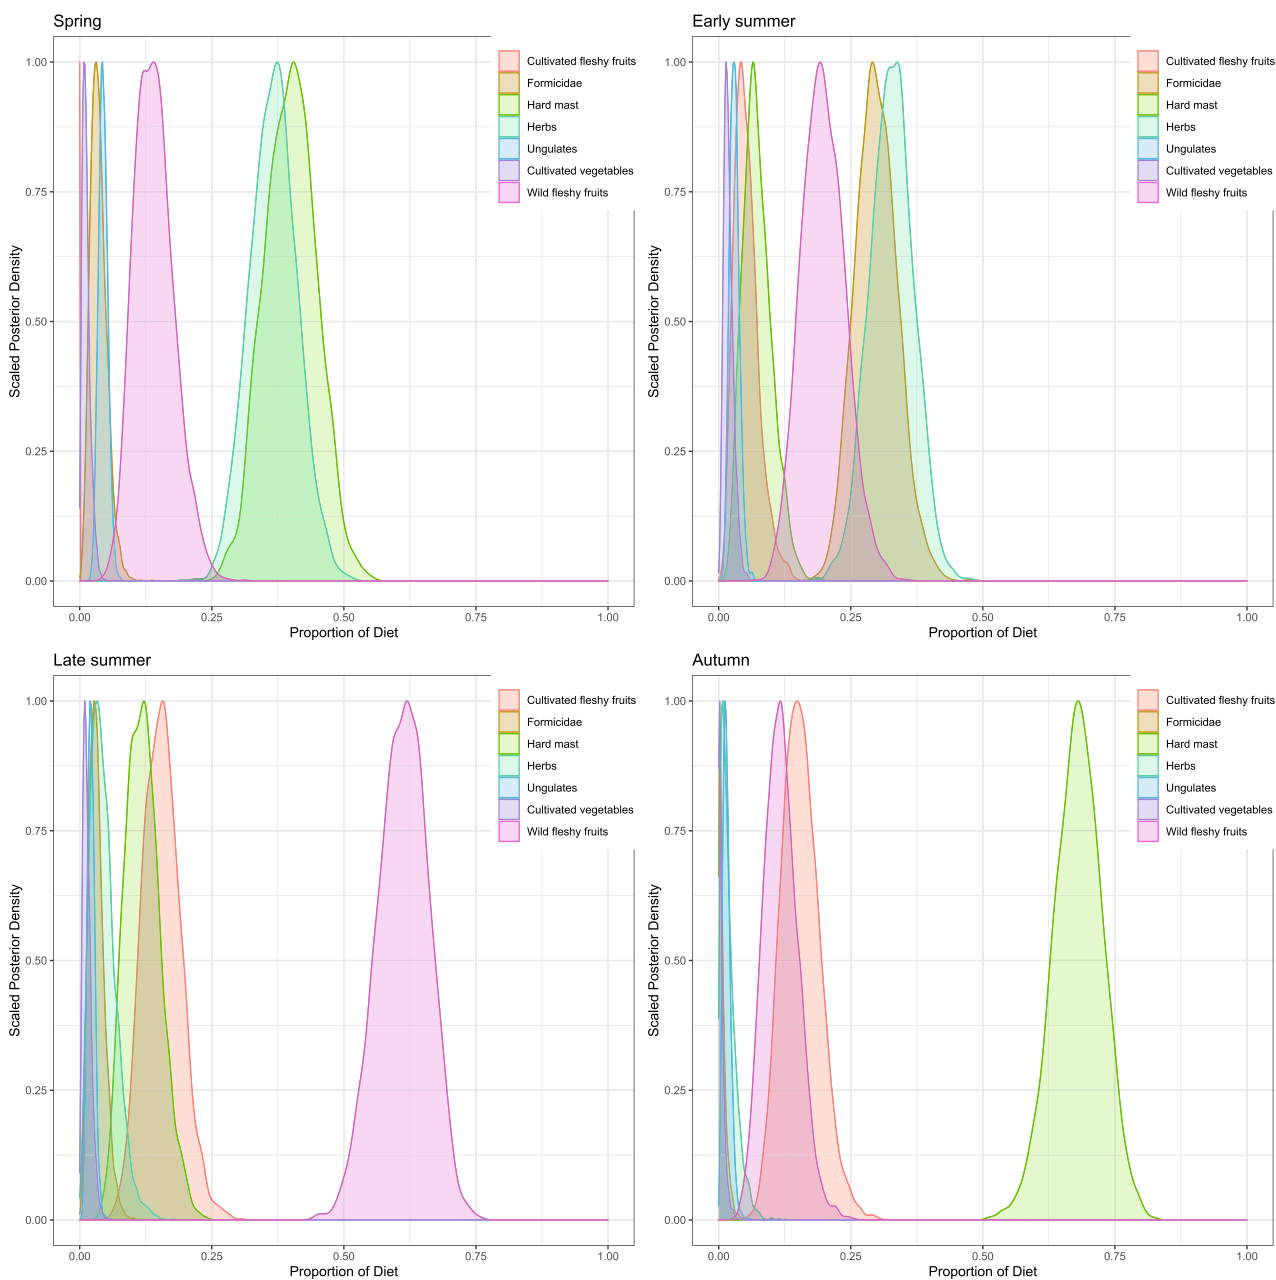 Spring
1.00
0.75
0.50
0.25
0.00
Scaled Posterior Density
0.00 0.25 0.50 0.75 1.00
Proportion of Diet
Cultivated fleshy fruits
Formicidae
Hard mast
Herbs
Ungulates
Cultivated vegetables
Wild fleshy fruits
Early summer
1.00
0.75
0.50
0.25
0.00
Scaled Posterior Density
0.00 0.25 0.50 0.75 1.00
Proportion of Diet
Cultivated fleshy fruits
Formicidae
Hard mast
Herbs
Ungulates
Cultivated vegetables
Wild fleshy fruits
Late summer
1.00
0.75
0.50
0.25
0.00
Scaled Posterior Density
0.00 0.25 0.50 0.75 1.00
Proportion of Diet
Cultivated fleshy fruits
Formicidae
Hard mast
Herbs
Ungulates
Cultivated vegetables
Wild fleshy fruits
Autumn
1.00
0.75
0.50
0.25
0.00
Scaled Posterior Density
0.00 0.25 0.50 0.75 1.00
Proportion of Diet
Cultivated fleshy fruits
Formicidae
Hard mast
Herbs
Ungulates
Cultivated vegetables
Wild fleshy fruits